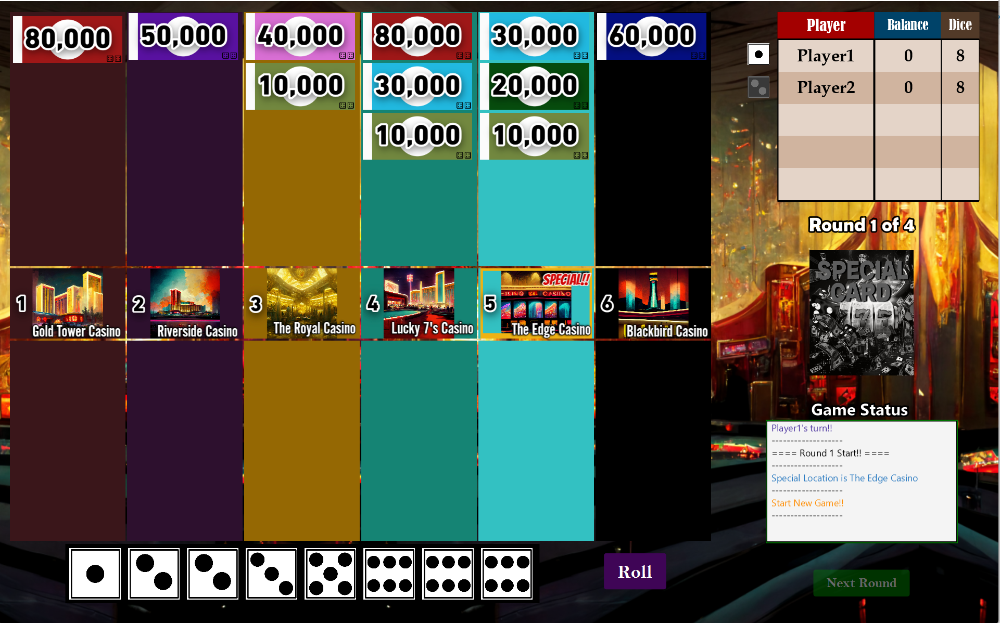 80,000
50,000
40,000
80,000
30,000
60,000
10,000
30,000
20,000
10,000
10,000
1
Gold Tower Casino
2
Riverside Casino
3
The Royal Casino
4
Lucky 7's Casino
5
SPECIAL!!
CASINO
The Edge Casino
6
Blackbird Casino
Player Balance Dice
Player1 0 8
Player2 0 8
Round 1 of 4
SPECIAL
CARD
77
Game Status
Player1's turn!!
-------------------
==== Round 1 Start!! ====
-------------------
Special Location is The Edge Casino
-------------------
Start New Game!!
-------------------
Roll
Next Round